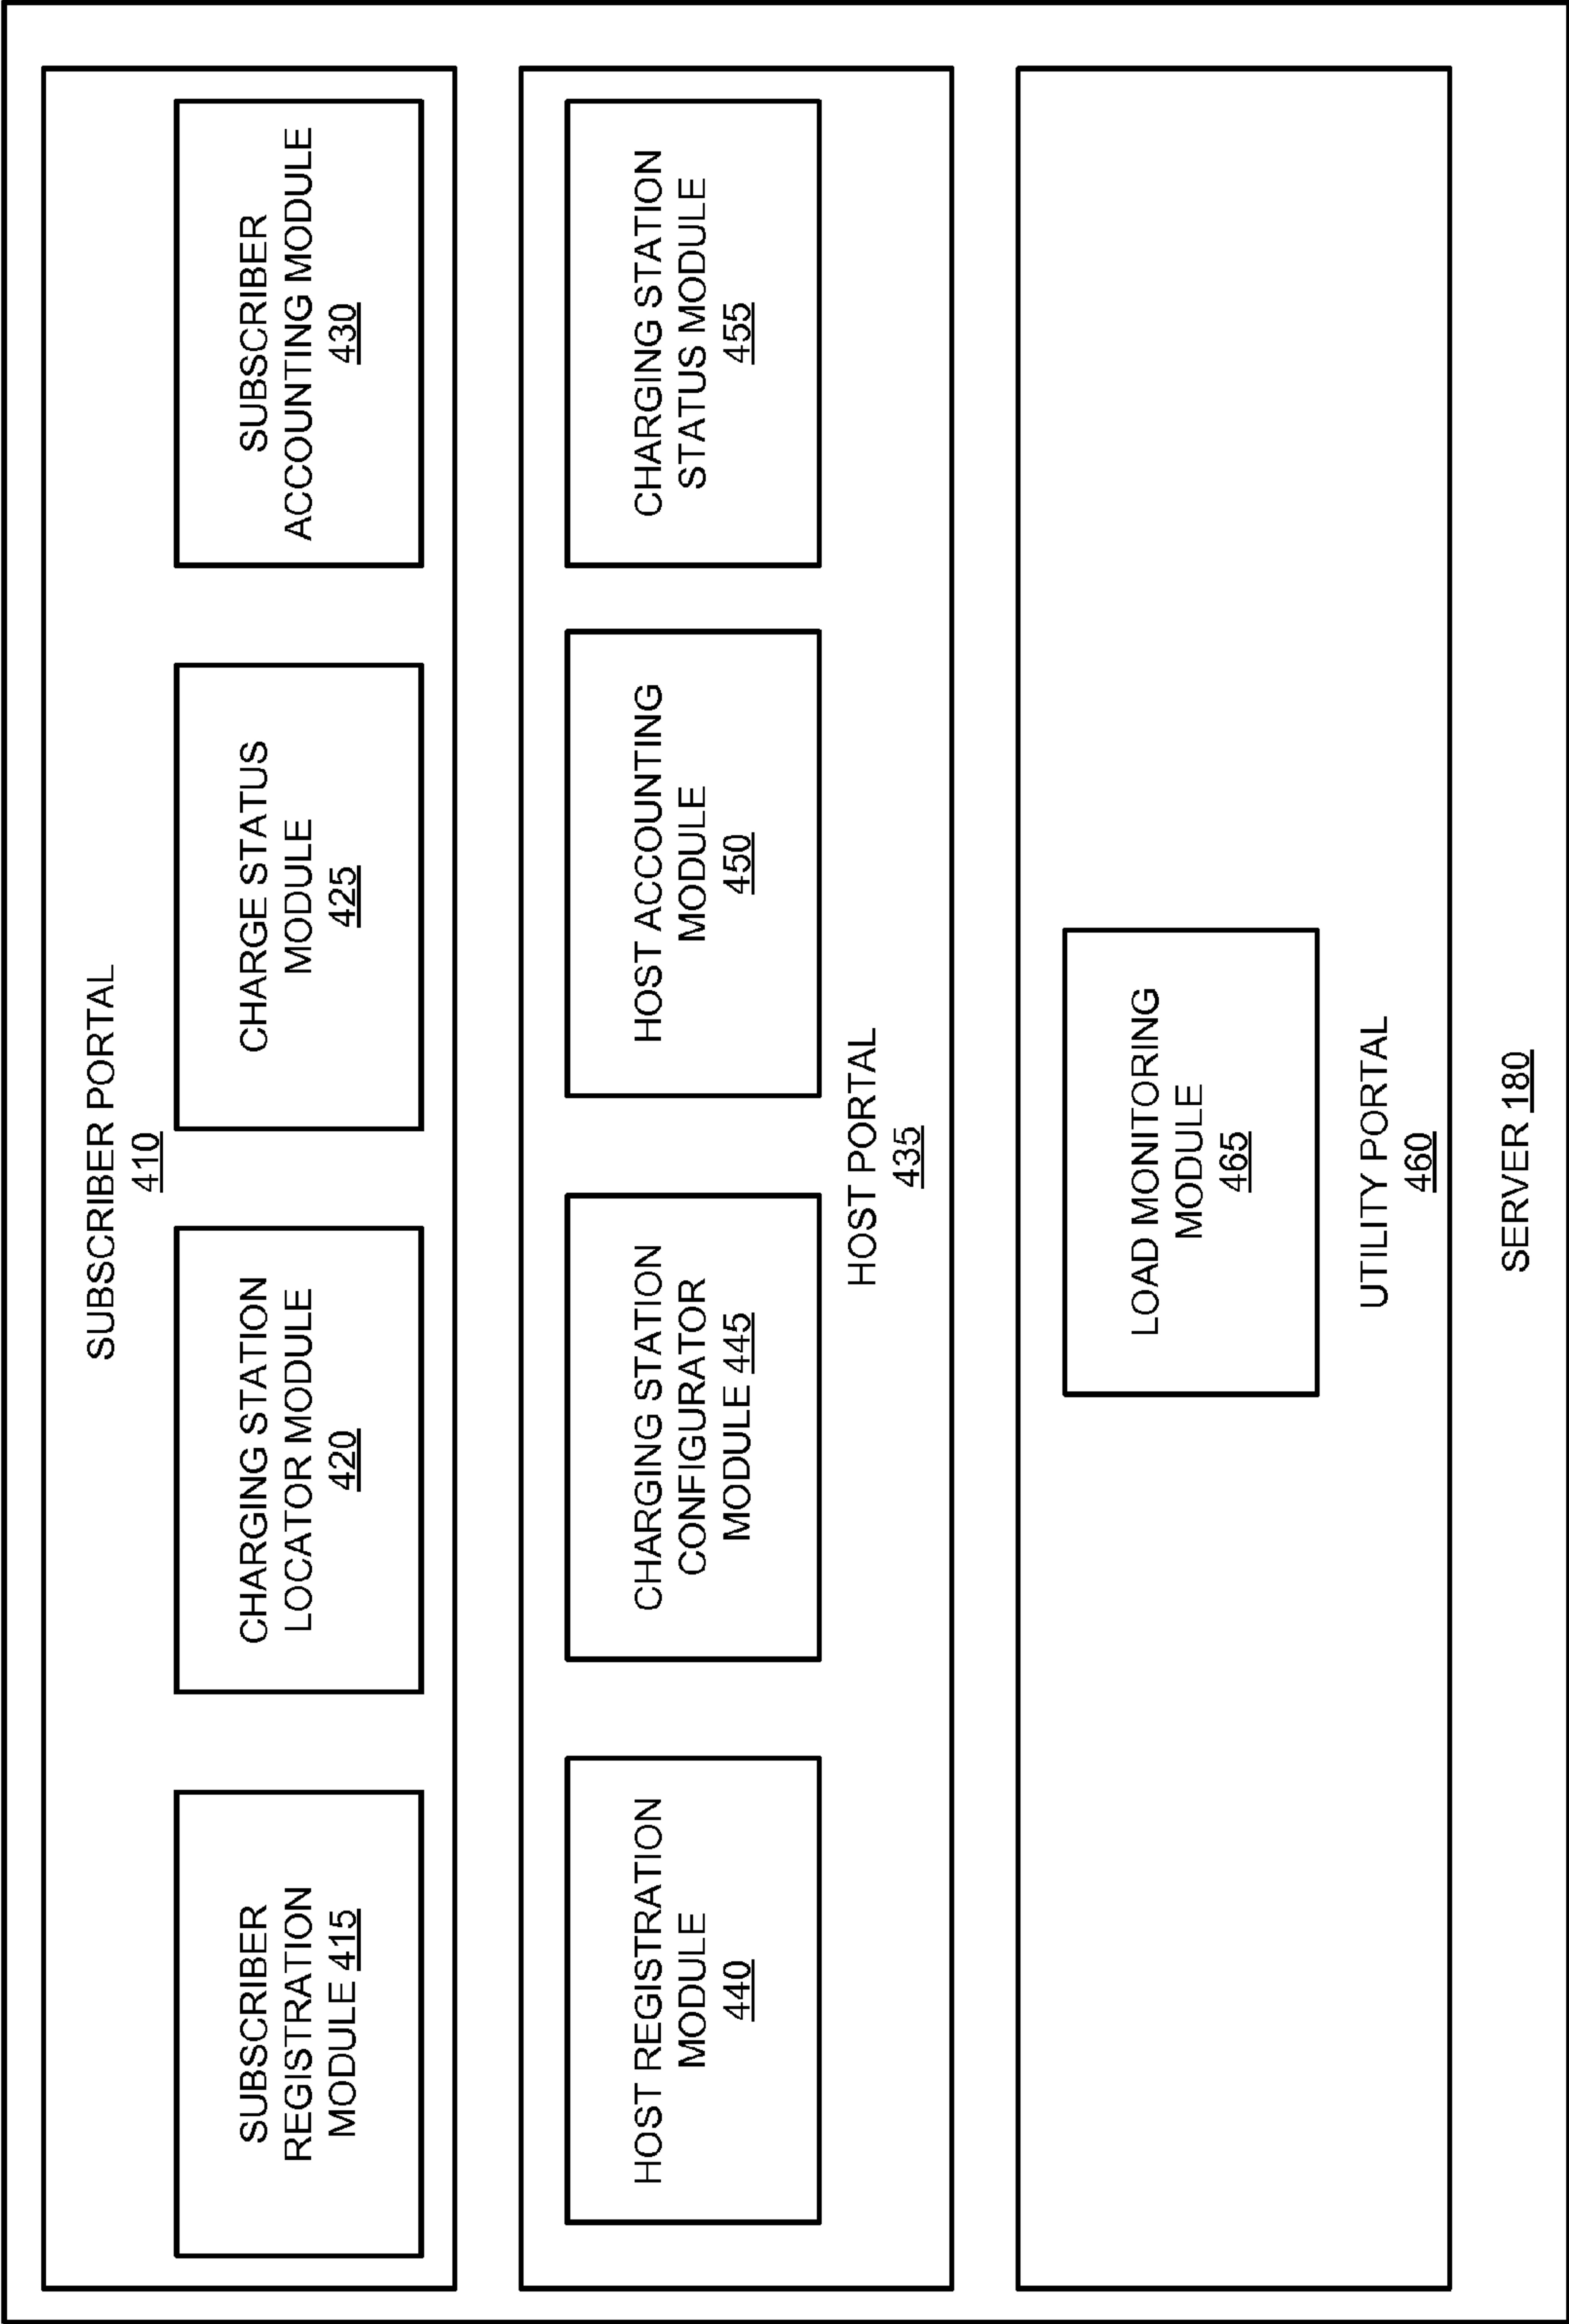 SUBSCRIBER PORTAL
410
SUBSCRIBER
REGISTRATION
MODULE 415
CHARGING STATION
LOCATOR MODULE
420
CHARGE STATUS
MODULE
425
SUBSCRIBER
ACCOUNTING MODULE
430
HOST REGISTRATION
MODULE
440
CHARGING STATION
CONFIGURATOR
MODULE 445
HOST ACCOUNTING
MODULE
450
CHARGING STATION
STATUS MODULE
455
HOST PORTAL
435
LOAD MONITORING
MODULE
465
UTILITY PORTAL
460
SERVER 180